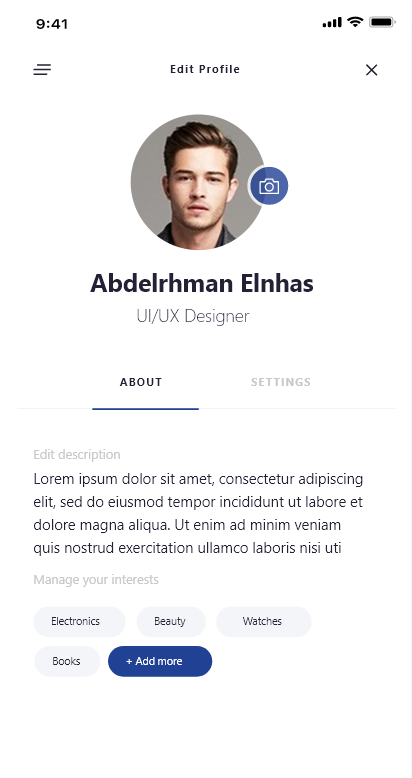 9:41
Edit Profile
Abdelrhman Elnhas
UI/UX Designer
ABOUT SETTINGS
Edit description
Lorem ipsum dolor sit amet, consectetur adipiscing
elit, sed do eiusmod tempor incididunt ut labore et
dolore magna aliqua. Ut enim ad minim veniam
quis nostrud exercitation ullamco laboris nisi uti
Manage your interests
Electronics Beauty Watches
Books + Add more